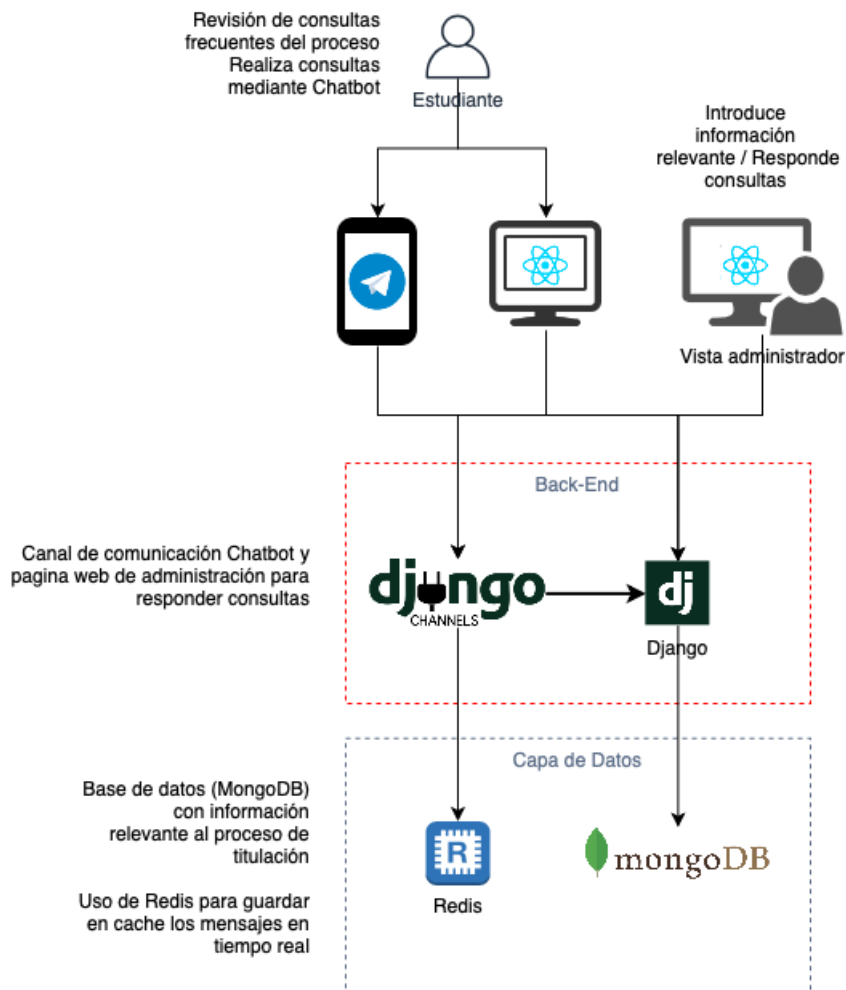 Revisión de consultas
frecuentes del proceso
Realiza consultas
mediante Chatbot
Estudiante
Introduce
información
relevante / Responde
consultas
Vista administrador
Back-End
Canal de comunicación Chatbot y
pagina web de administración para
responder consultas
django
CHANNELS
dj
Django
Capa de Datos
Base de datos (MongoDB)
con información
relevante al proceso de
titulación
Uso de Redis para guardar
en cache los mensajes en
tiempo real
R
Redis
mongoDB